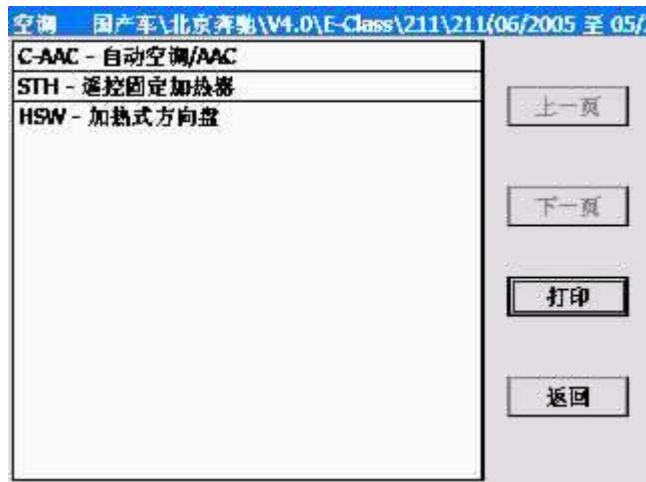 空调 国产车\北京奔驰\V4.0\E-Class\211\211(06/2005 至 05/
C-AAC - 自动空调/AAC
STH - 遥控固定加热器
HSW - 加热式方向盘
上一页
下一页
打印
返回